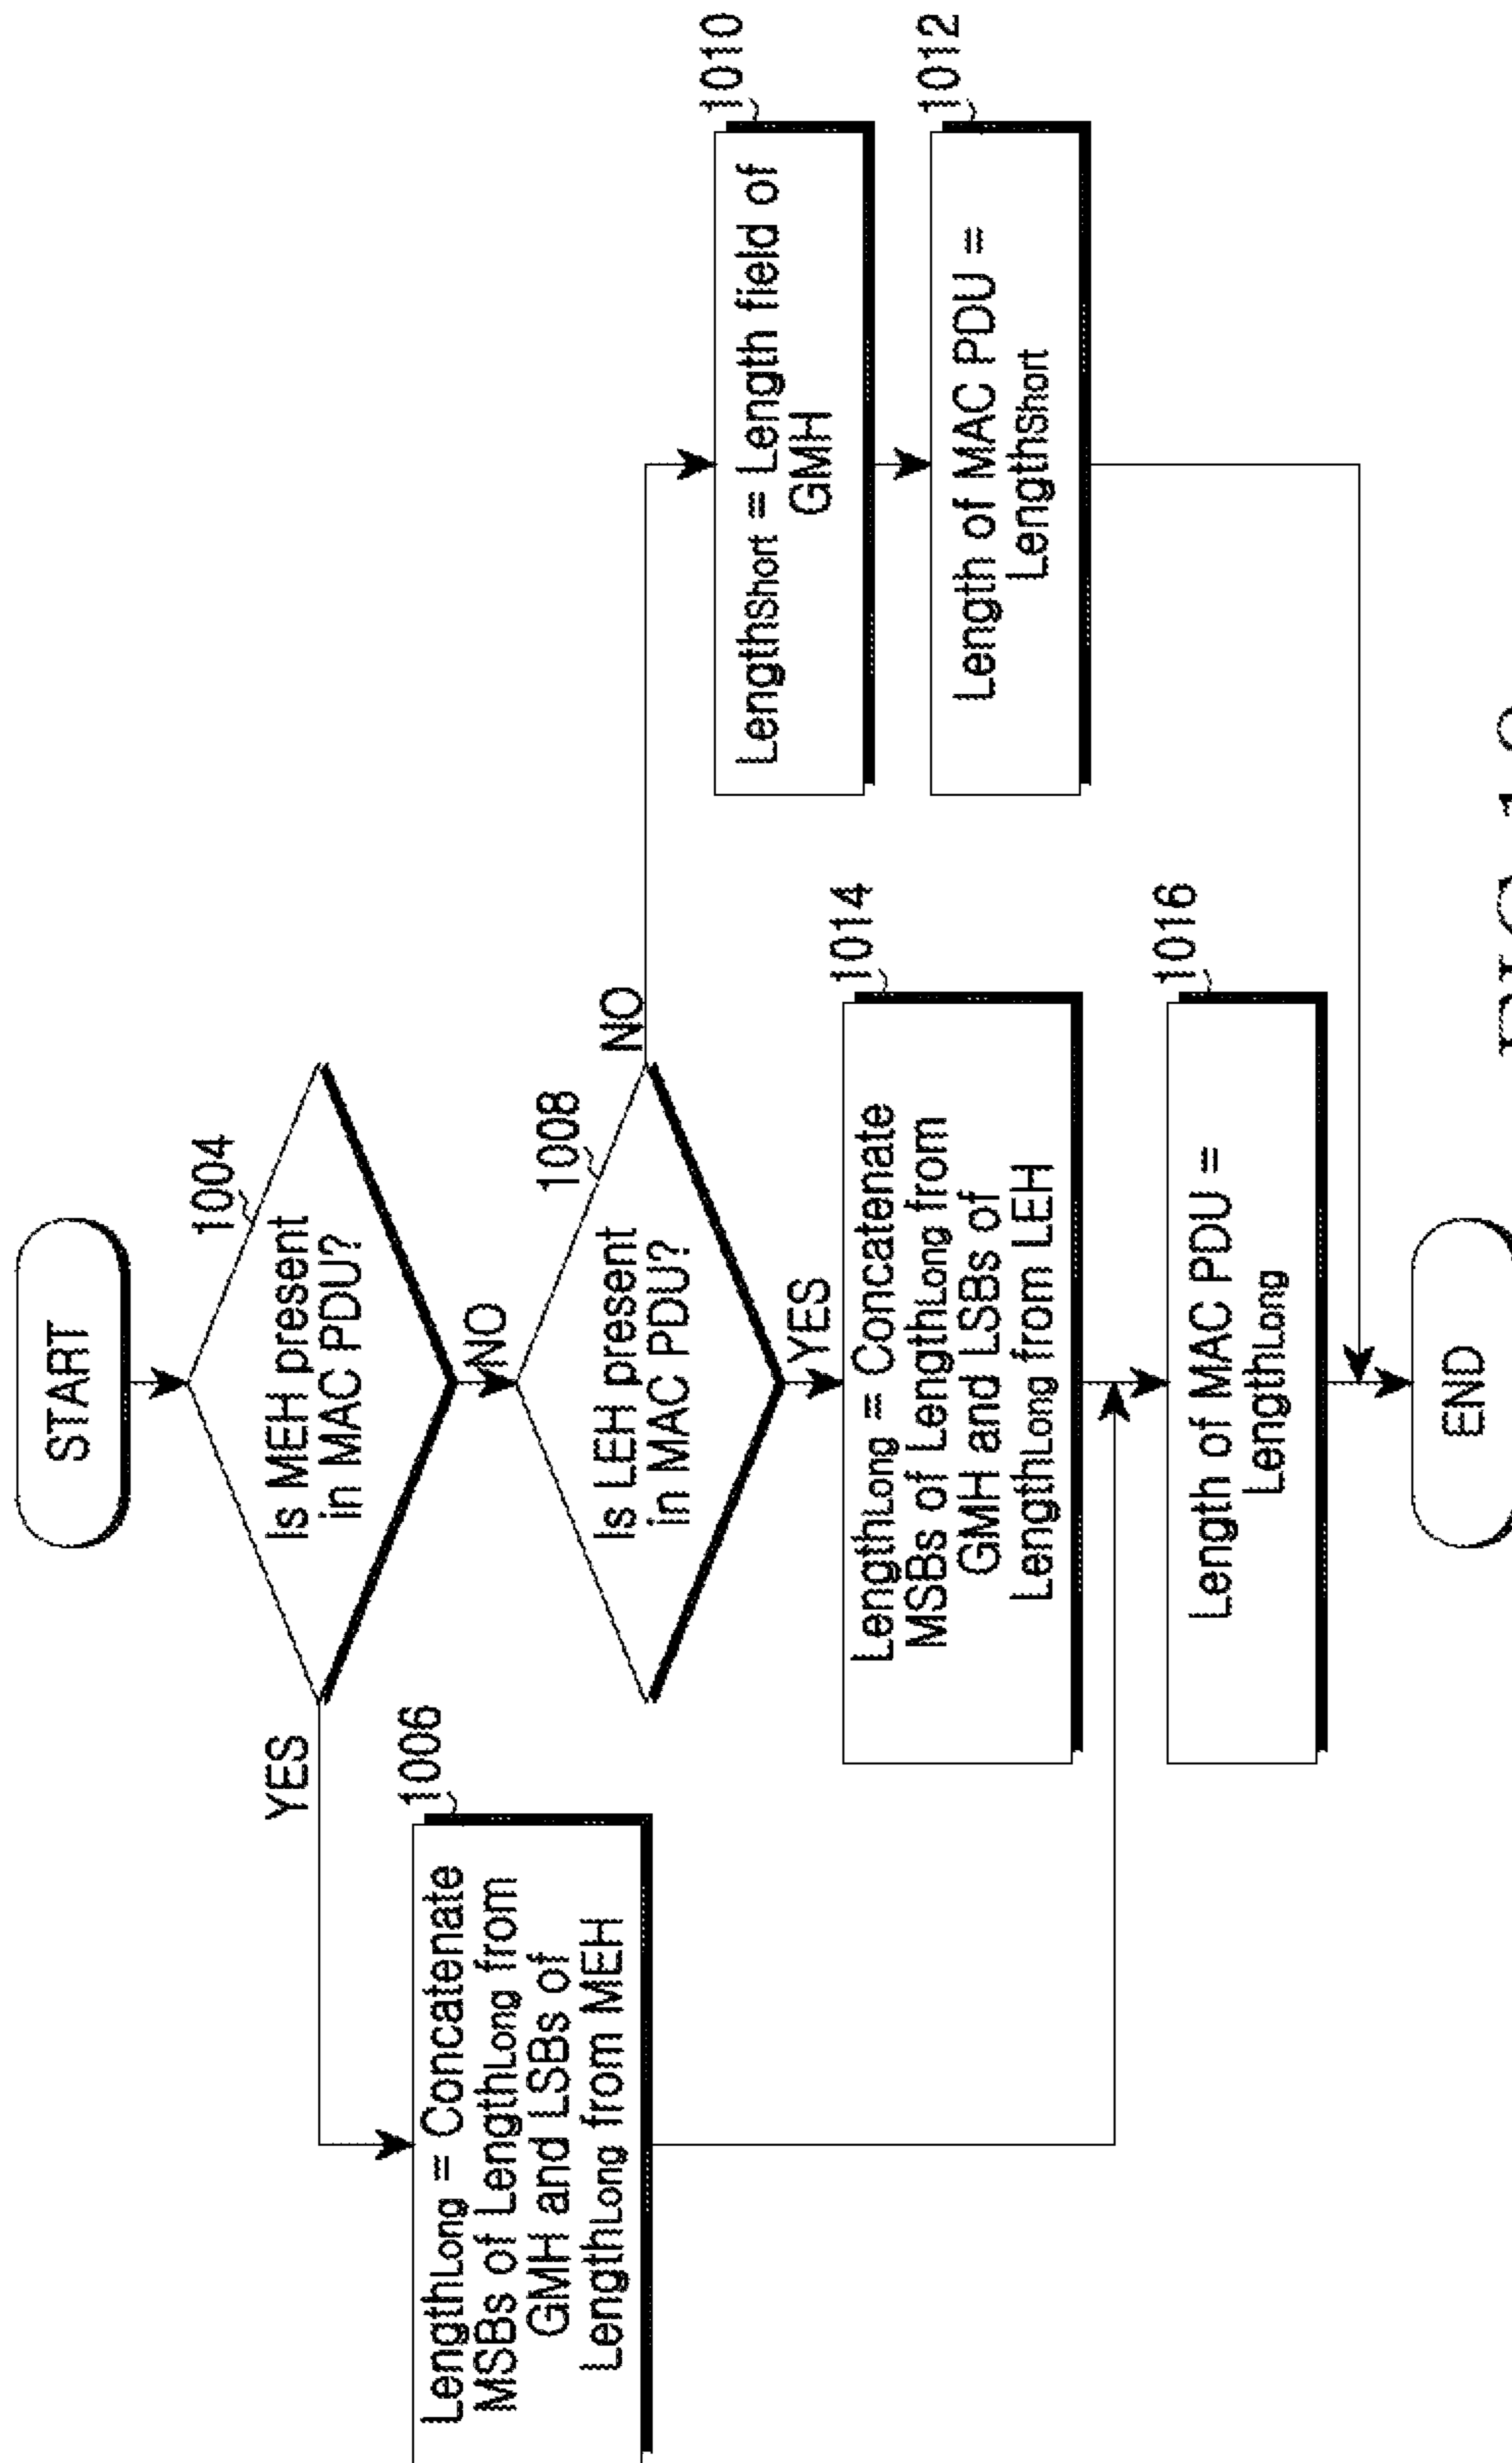 START
1004
Is MEH present
in MAC PDU?
YES
NO
1006
LengthLong = Concatenate
MSBs of LengthLong from
GMH and LSBs of
LengthLong from MEH
1008
Is LEH present
in MAC PDU?
NO
YES
1010
LengthShort = Length field of
GMH
1012
Length of MAC PDU =
LengthShort
1014
LengthLong = Concatenate
MSBs of LengthLong from
GMH and LSBs of
LengthLong from LEH
1016
Length of MAC PDU =
LengthLong
END